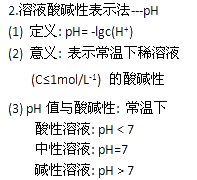 2.溶液酸碱性表示法---pH
(1) 定义: pH= -lgc(H⁺)
(2) 意义: 表示常温下稀溶液
(C≤1mol/L⁻¹) 的酸碱性
(3) pH 值与酸碱性: 常温下
酸性溶液: pH < 7
中性溶液: pH=7
碱性溶液: pH > 7